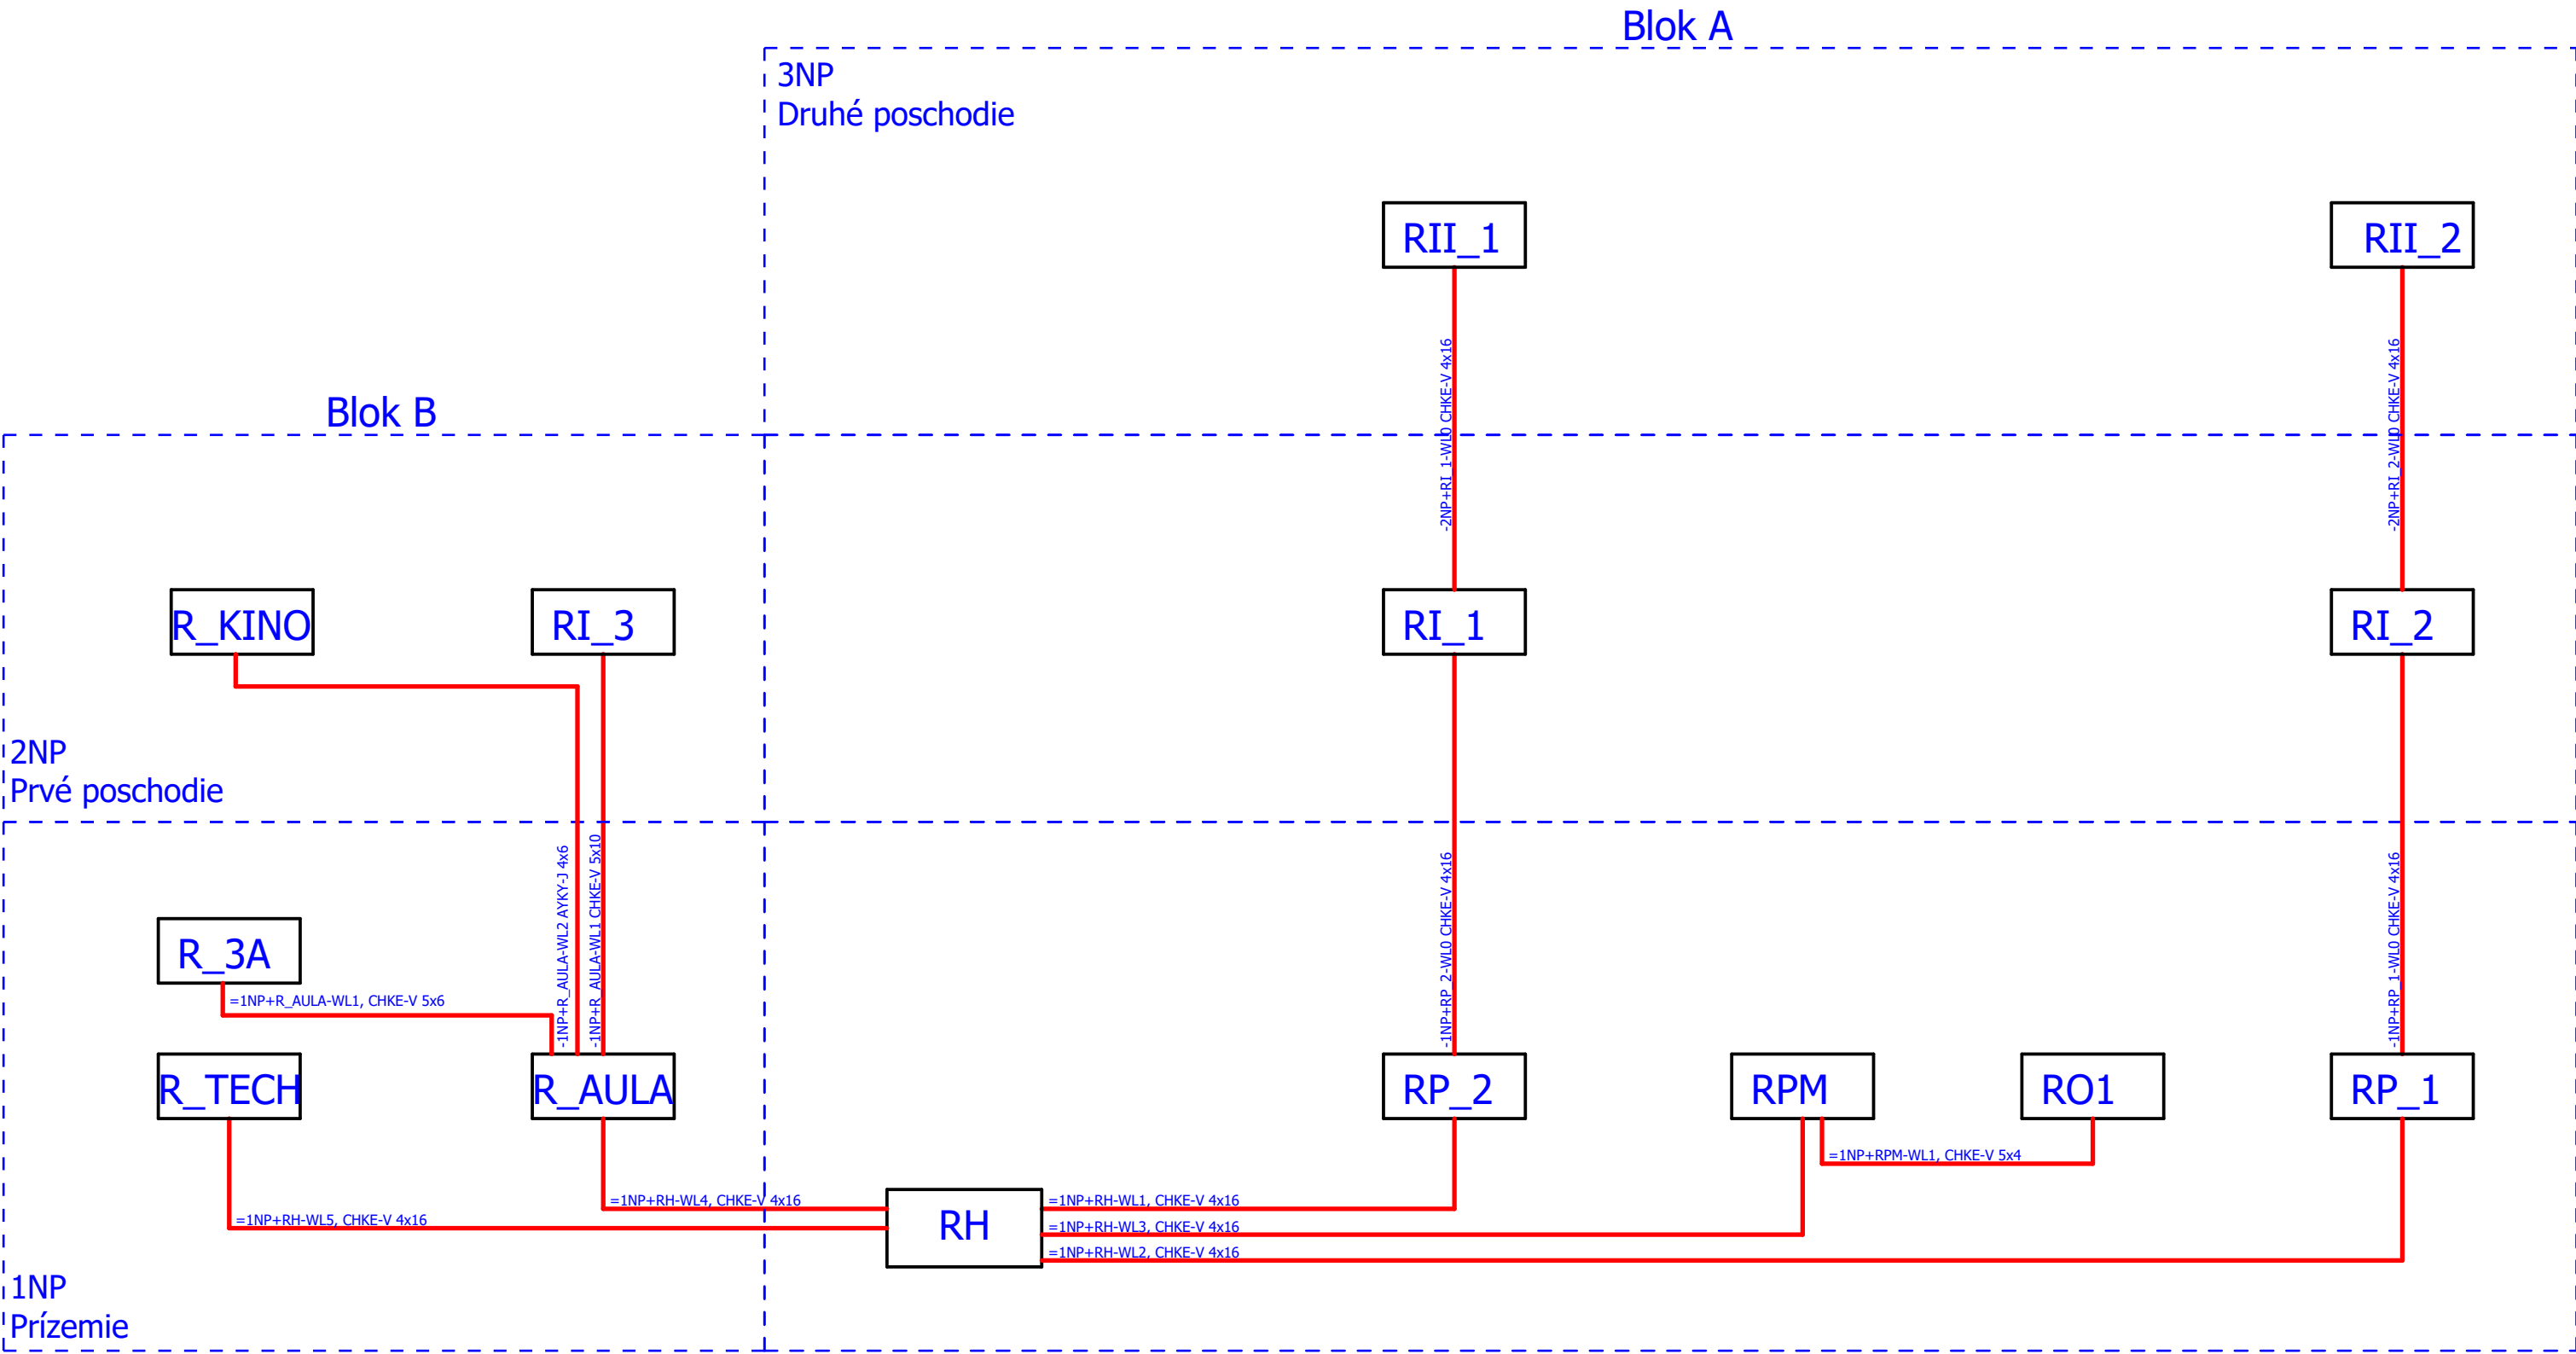 Blok A
3NP
Druhé poschodie
RII_1
RII_2
-2NP+RI_1-WL0 CHKE-V 4x16
-2NP+RI_2-WL0 CHKE-V 4x16
Blok B
R_KINO
RI_3
RI_1
RI_2
2NP
Prvé poschodie
-1NP+R_AULA-WL2 AYKY-J 4x6
-1NP+R_AULA-WL1 CHKE-V 5x10
-1NP+RP_2-WL0 CHKE-V 4x16
-1NP+RP_1-WL0 CHKE-V 4x16
R_3A
=1NP+R_AULA-WL1, CHKE-V 5x6
R_TECH
R_AULA
RP_2
RPM
RO1
RP_1
=1NP+RPM-WL1, CHKE-V 5x4
=1NP+RH-WL4, CHKE-V 4x16
=1NP+RH-WL5, CHKE-V 4x16
RH
=1NP+RH-WL1, CHKE-V 4x16
=1NP+RH-WL3, CHKE-V 4x16
=1NP+RH-WL2, CHKE-V 4x16
1NP
Prízemie